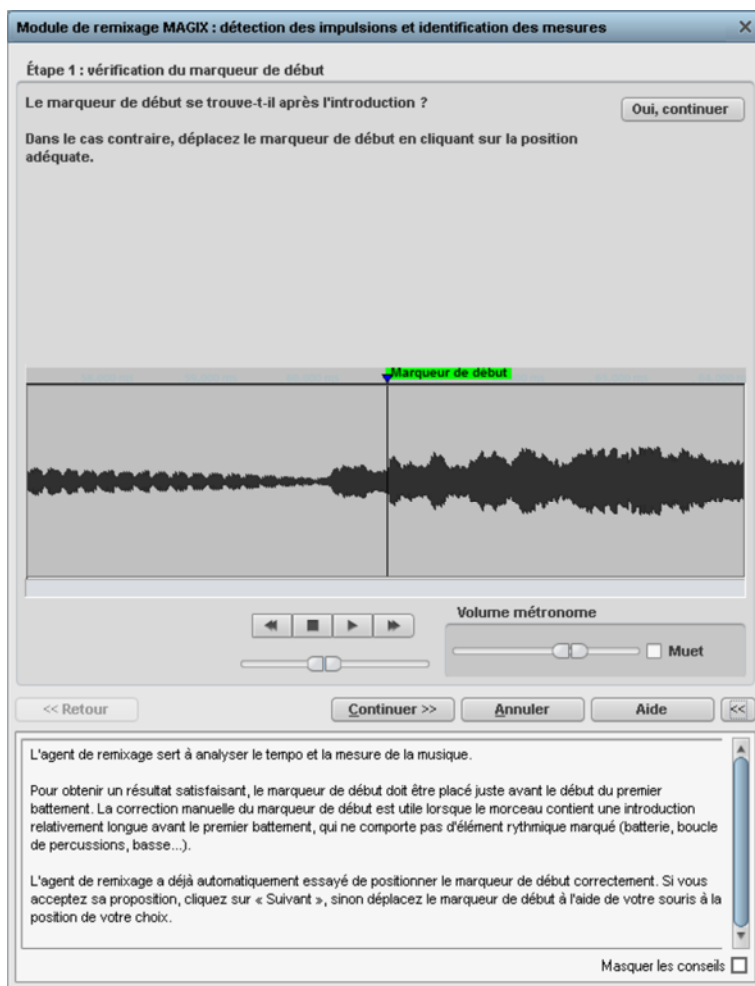 Module de remixage MAGIX : détection des impulsions et identification des mesures
Étape 1 : vérification du marqueur de début
Le marqueur de début se trouve-t-il après l'introduction ?
Oui, continuer
Dans le cas contraire, déplacez le marqueur de début en cliquant sur la position
adéquate.
Marqueur de début
Volume métronome
Muet
<< Retour
Continuer >>
Annuler
Aide
<<
L'agent de remixage sert à analyser le tempo et la mesure de la musique.
Pour obtenir un résultat satisfaisant, le marqueur de début doit être placé juste avant le début du premier
battement. La correction manuelle du marqueur de début est utile lorsque le morceau contient une introduction
relativement longue avant le premier battement, qui ne comporte pas d'élément rythmique marqué (batterie, boucle
de percussions, basse...).
L'agent de remixage a déjà automatiquement essayé de positionner le marqueur de début correctement. Si vous
acceptez sa proposition, cliquez sur « Suivant », sinon déplacez le marqueur de début à l'aide de votre souris à la
position de votre choix.
Masquer les conseils